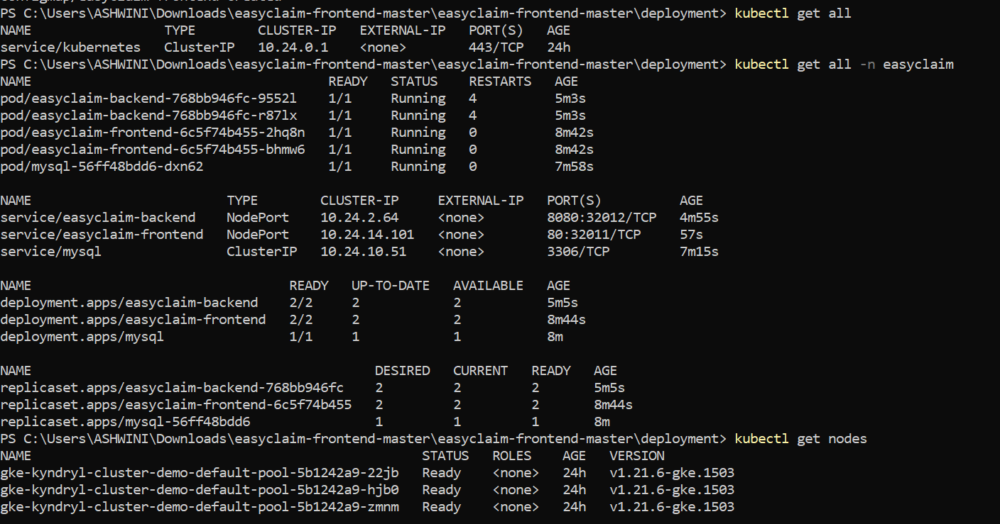 PS C:\Users\ASHWINI\Downloads\easyclaim-frontend-master\easyclaim-frontend-master\deployment> kubectl get all
NAME TYPE CLUSTER-IP EXTERNAL-IP PORT(S) AGE
service/kubernetes ClusterIP 10.24.0.1 <none> 443/TCP 24h
PS C:\Users\ASHWINI\Downloads\easyclaim-frontend-master\easyclaim-frontend-master\deployment> kubectl get all -n easyclaim
NAME READY STATUS RESTARTS AGE
pod/easyclaim-backend-768bb946fc-9552l 1/1 Running 4 5m3s
pod/easyclaim-backend-768bb946fc-r87lx 1/1 Running 4 5m3s
pod/easyclaim-frontend-6c5f74b455-2hq8n 1/1 Running 0 8m42s
pod/easyclaim-frontend-6c5f74b455-bhmw6 1/1 Running 0 8m42s
pod/mysql-56ff48bdd6-dxn62 1/1 Running 0 7m58s
NAME TYPE CLUSTER-IP EXTERNAL-IP PORT(S) AGE
service/easyclaim-backend NodePort 10.24.2.64 <none> 8080:32012/TCP 4m55s
service/easyclaim-frontend NodePort 10.24.14.101 <none> 80:32011/TCP 57s
service/mysql ClusterIP 10.24.10.51 <none> 3306/TCP 7m15s
NAME READY UP-TO-DATE AVAILABLE AGE
deployment.apps/easyclaim-backend 2/2 2 2 5m5s
deployment.apps/easyclaim-frontend 2/2 2 2 8m44s
deployment.apps/mysql 1/1 1 1 8m
NAME DESIRED CURRENT READY AGE
replicaset.apps/easyclaim-backend-768bb946fc 2 2 2 5m5s
replicaset.apps/easyclaim-frontend-6c5f74b455 2 2 2 8m44s
replicaset.apps/mysql-56ff48bdd6 1 1 1 8m
PS C:\Users\ASHWINI\Downloads\easyclaim-frontend-master\easyclaim-frontend-master\deployment> kubectl get nodes
NAME STATUS ROLES AGE VERSION
gke-kyndryl-cluster-demo-default-pool-5b1242a9-22jb Ready <none> 24h v1.21.6-gke.1503
gke-kyndryl-cluster-demo-default-pool-5b1242a9-hjb0 Ready <none> 24h v1.21.6-gke.1503
gke-kyndryl-cluster-demo-default-pool-5b1242a9-zmnm Ready <none> 24h v1.21.6-gke.1503